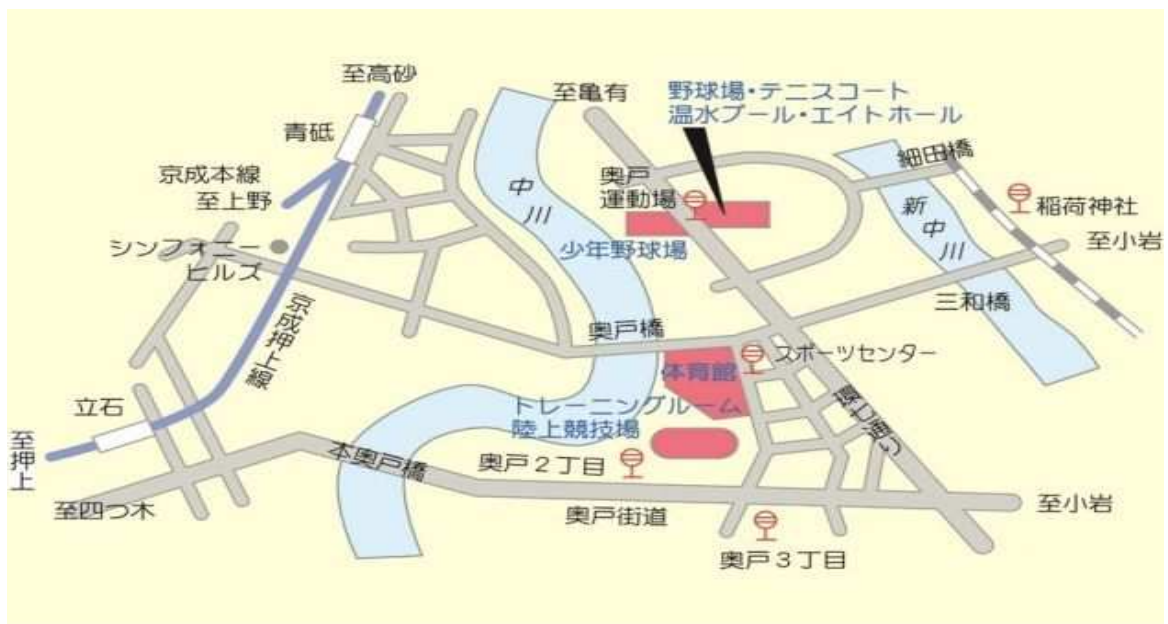 至高砂
青砥
京成本線
至上野
シンフォニー
ヒルズ
京成押上線
立石
至押上
至四つ木
中川
至亀有
野球場・テニスコート
温水プール・エイトホール
奥戸
運動場
少年野球場
細田橋
新中川
稲荷神社
至小岩
三和橋
奥戸橋
スポーツセンター
体育館
トレーニングルーム
陸上競技場
環七通り
本奥戸橋
奥戸2丁目
奥戸街道
至小岩
奥戸3丁目